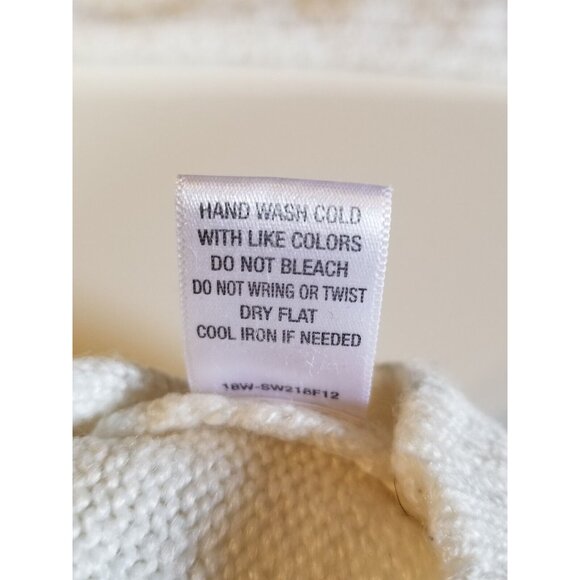 HAND WASH COLD
WITH LIKE COLORS
DO NOT BLEACH
DO NOT WRING OR TWIST
DRY FLAT
COOL IRON IF NEEDED
18W-SW218F12